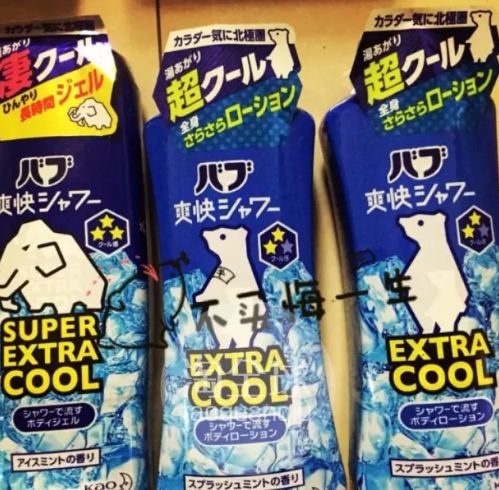 カラダ一気に北極圏
湯あがり
凄クール
ひんやり
長時間ジェル
バブ
爽快シャワー
SUPER
EXTRA
COOL
シャワーで流す
ボディジェル
アイスミントの香り
kao
カラダ一気に北極圏
湯あがり
超クール
全身
さらさらローション
バブ
爽快シャワー
EXTRA
COOL
シャワーで流す
ボディローション
スプラッシュミントの香り
カラダ一気に北極圏
湯あがり
超クール
全身
さらさらローション
バブ
爽快シャワー
EXTRA
COOL
シャワーで流す
ボディローション
スプラッシュミントの香り
kao
不买悔一生